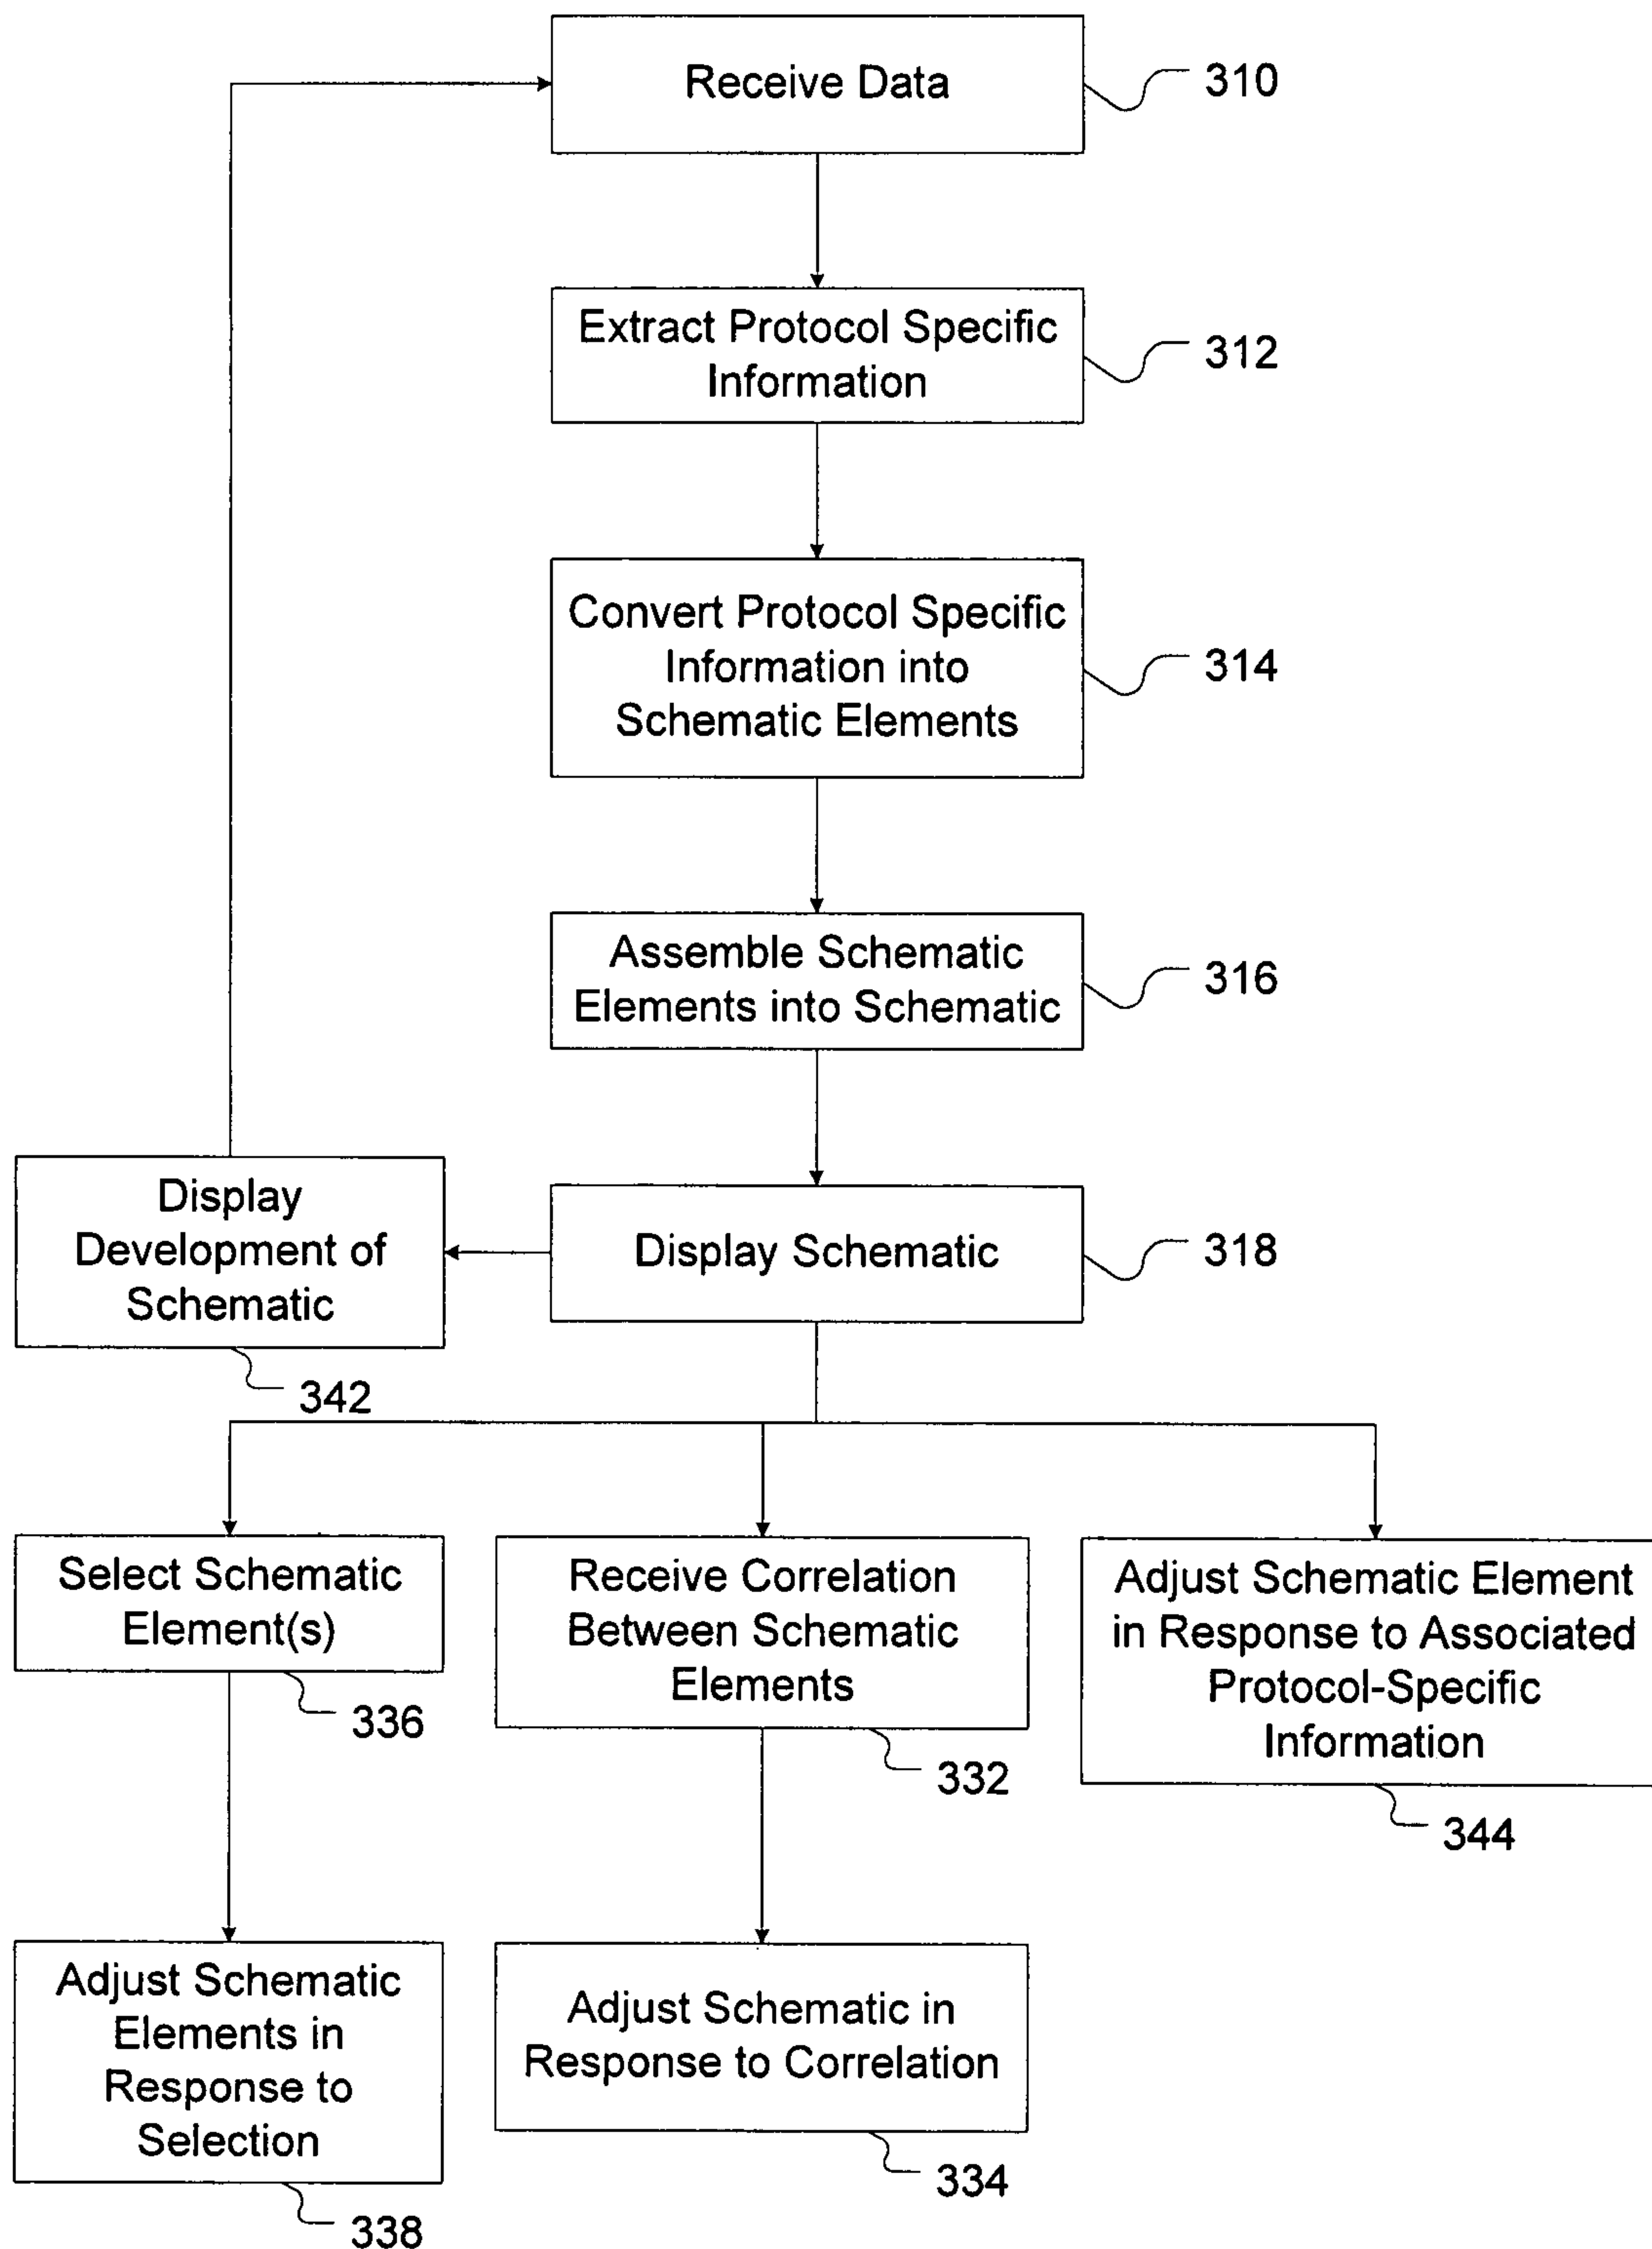 Receive Data
310
Extract Protocol Specific
Information
312
Convert Protocol Specific
Information into
Schematic Elements
314
Assemble Schematic
Elements into Schematic
316
Display
Development of
Schematic
342
Display Schematic
318
Select Schematic
Element(s)
336
Receive Correlation
Between Schematic
Elements
332
Adjust Schematic Element
in Response to Associated
Protocol-Specific
Information
344
Adjust Schematic
Elements in
Response to
Selection
338
Adjust Schematic in
Response to Correlation
334